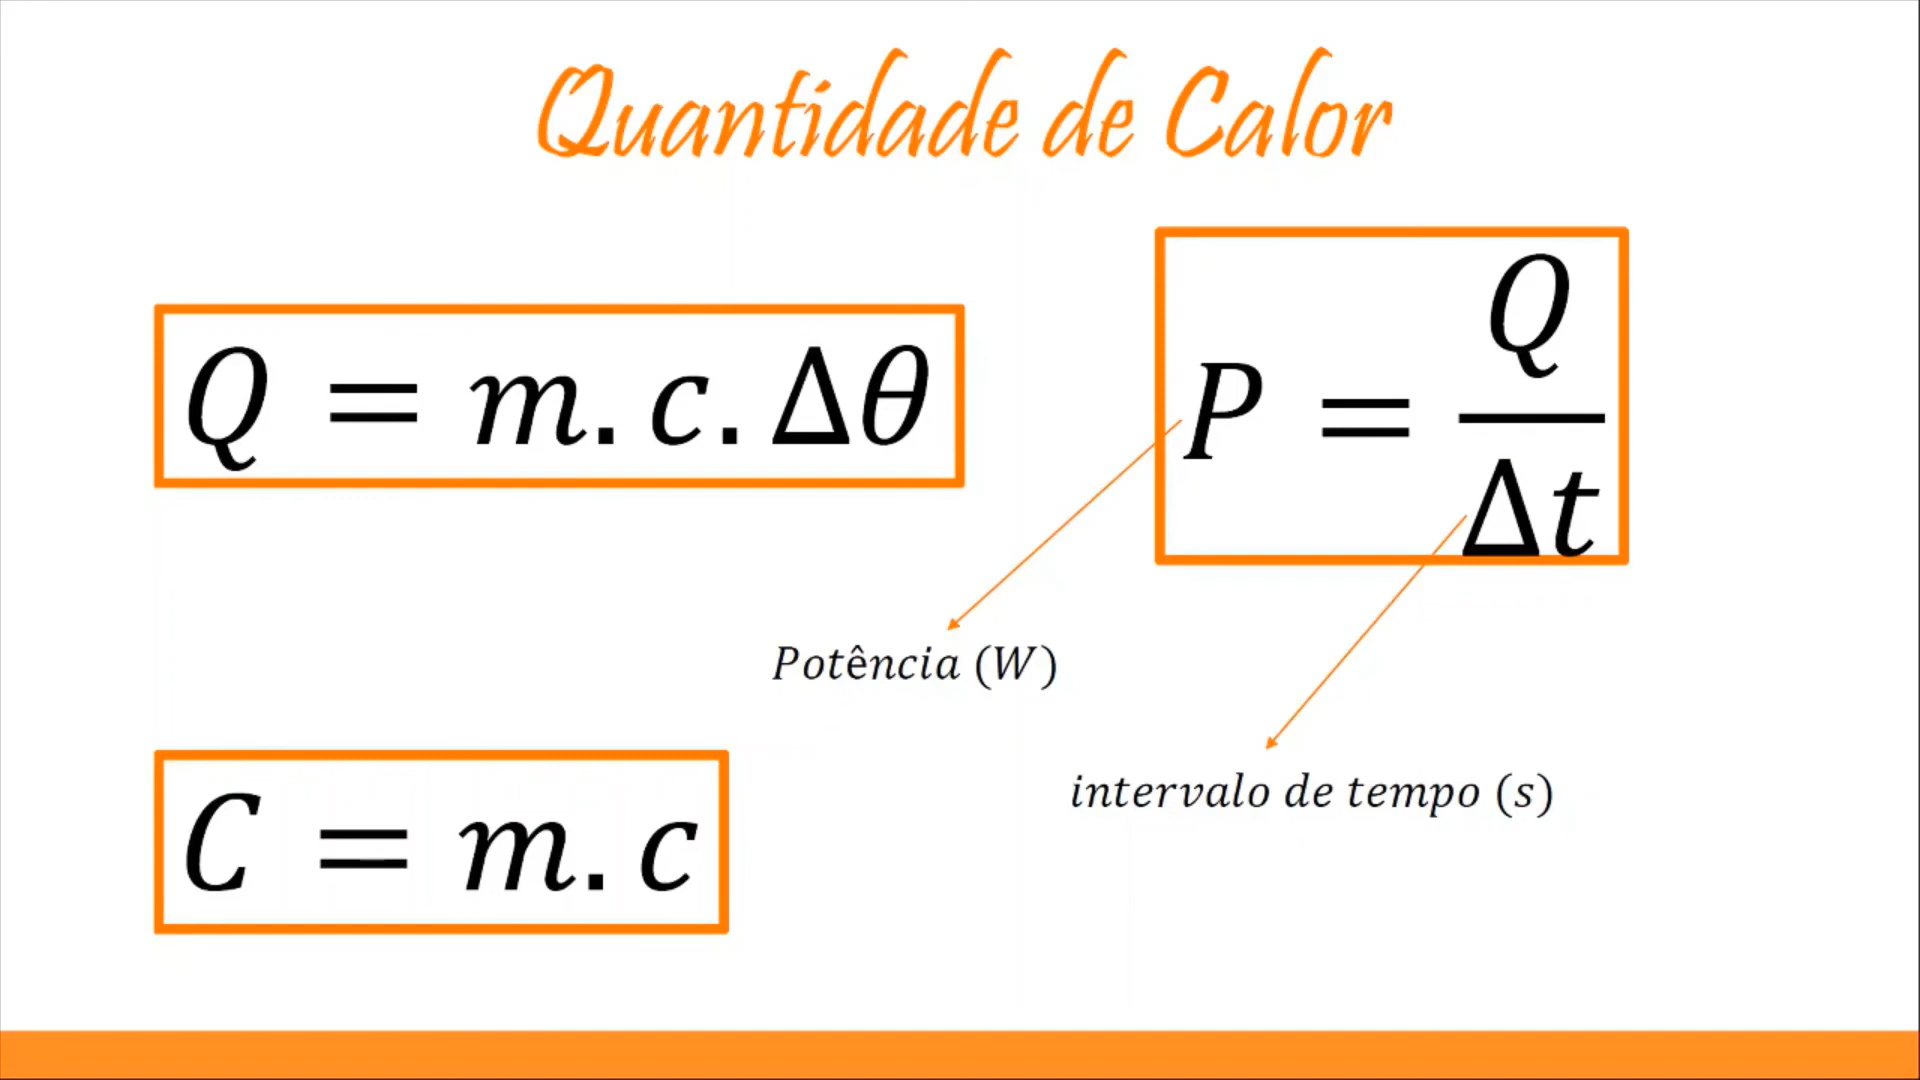 Quantidade de Calor
Q = m. c. Δθ
P = Q / Δt
Potência (W)
intervalo de tempo (s)
C = m. c